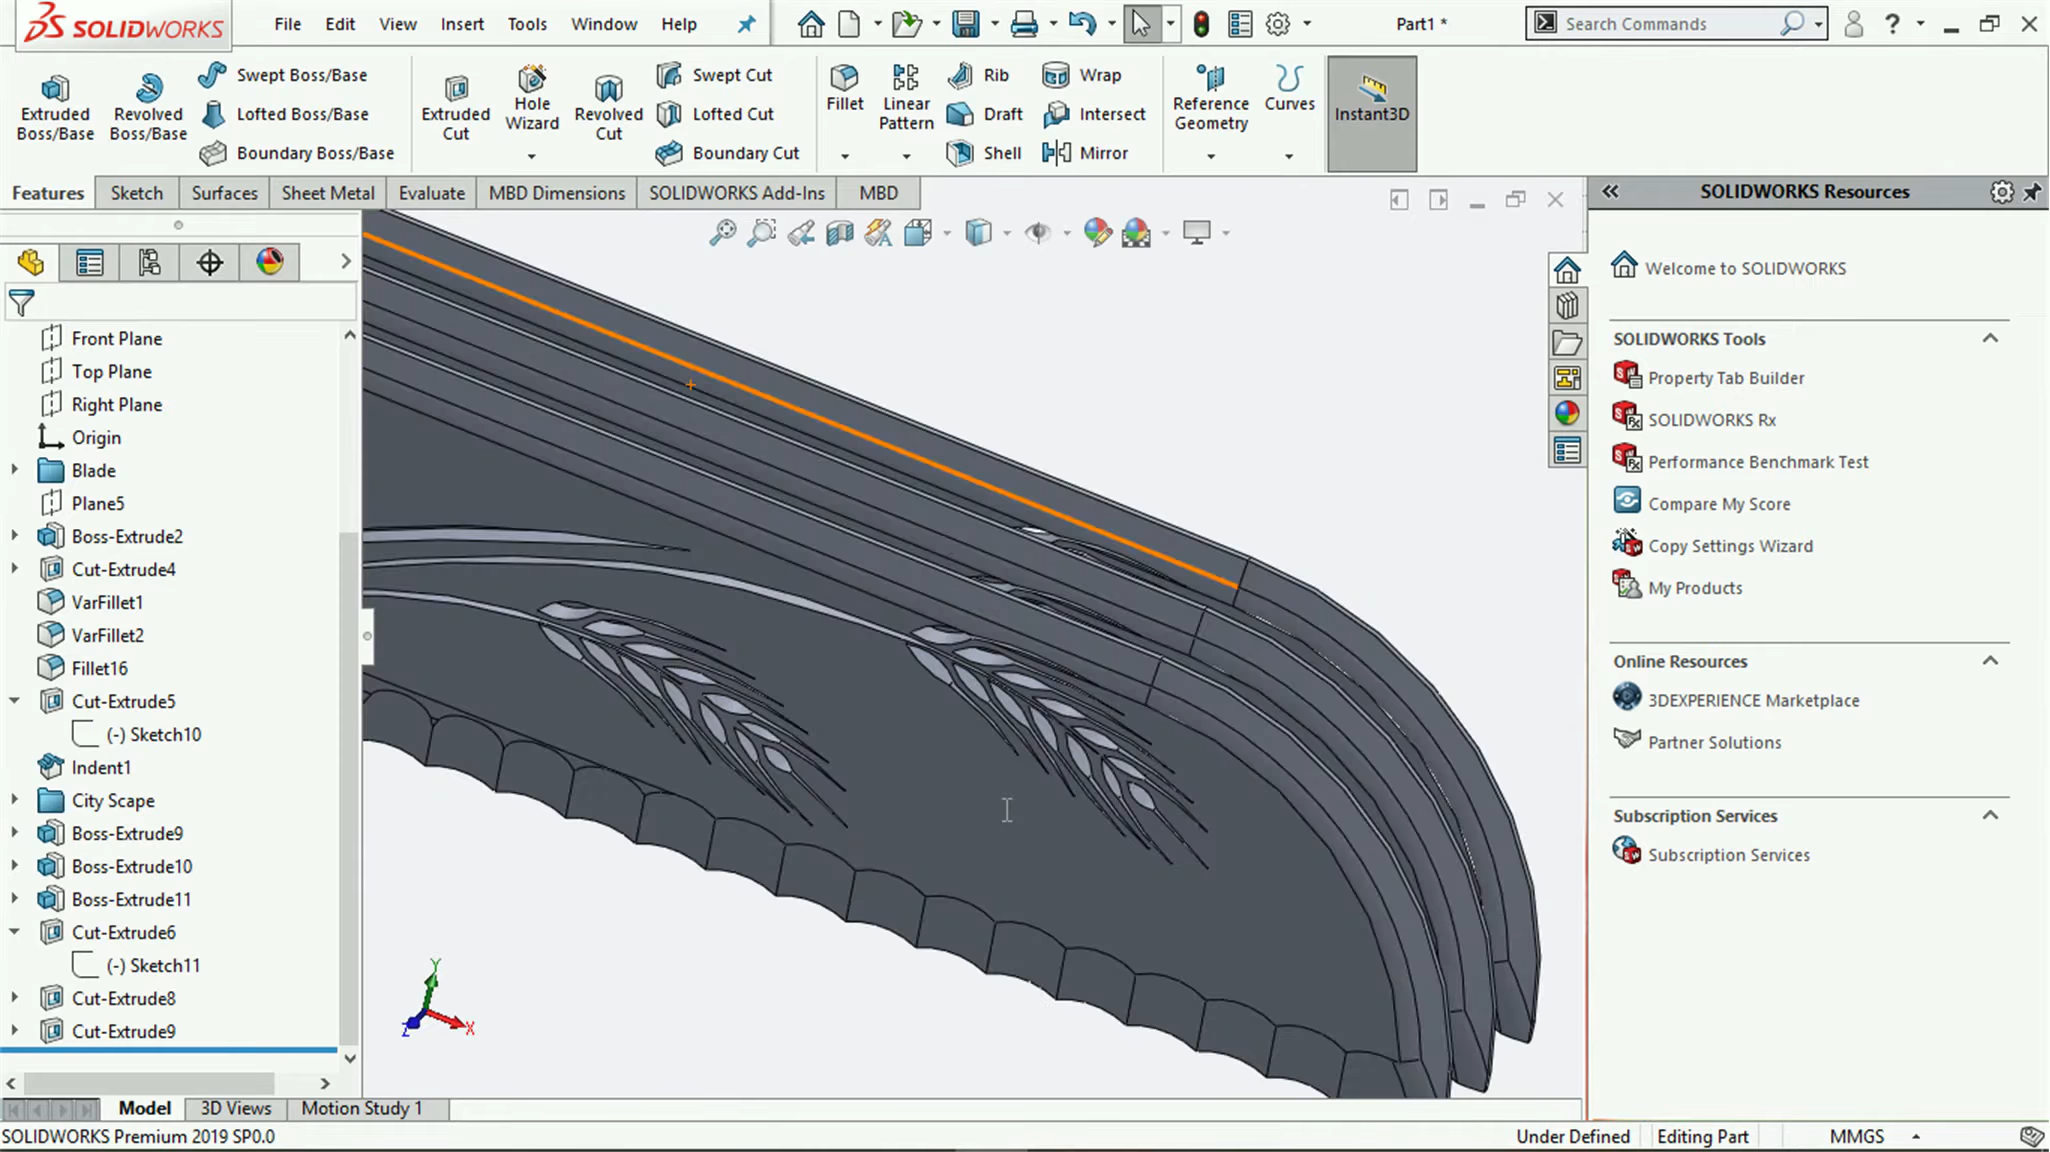 SOLIDWORKS
File Edit View Insert Tools Window Help
Part1 *
Search Commands
Extruded Boss/Base
Revolved Boss/Base
Swept Boss/Base
Lofted Boss/Base
Boundary Boss/Base
Extruded Cut
Hole Wizard
Revolved Cut
Swept Cut
Lofted Cut
Boundary Cut
Fillet
Linear Pattern
Rib
Draft
Shell
Wrap
Intersect
Mirror
Reference Geometry
Curves
Instant3D
Features Sketch Surfaces Sheet Metal Evaluate MBD Dimensions SOLIDWORKS Add-Ins MBD
Front Plane
Top Plane
Right Plane
Origin
Blade
Plane5
Boss-Extrude2
Cut-Extrude4
VarFillet1
VarFillet2
Fillet16
Cut-Extrude5
(-) Sketch10
Indent1
City Scape
Boss-Extrude9
Boss-Extrude10
Boss-Extrude11
Cut-Extrude6
(-) Sketch11
Cut-Extrude8
Cut-Extrude9
Y
X
Z
SOLIDWORKS Resources
Welcome to SOLIDWORKS
SOLIDWORKS Tools
Property Tab Builder
SOLIDWORKS Rx
Performance Benchmark Test
Compare My Score
Copy Settings Wizard
My Products
Online Resources
3DEXPERIENCE Marketplace
Partner Solutions
Subscription Services
Subscription Services
Model 3D Views Motion Study 1
SOLIDWORKS Premium 2019 SP0.0
Under Defined Editing Part MMGS